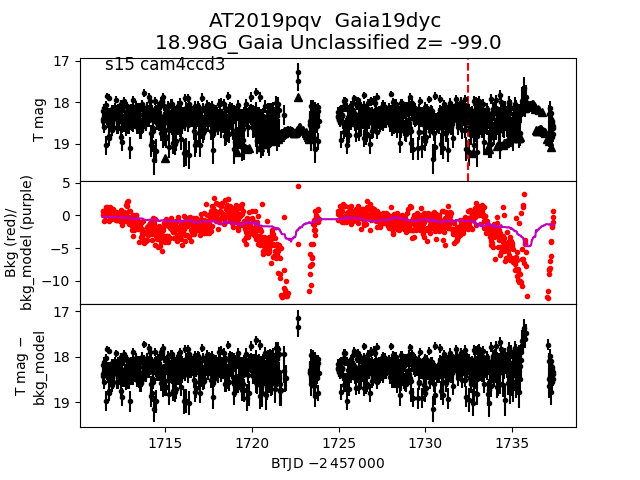 AT2019pqv  Gaia19dyc
18.98G_Gaia Unclassified z= -99.0
s15 cam4ccd3
17
18
19
T mag
5
0
−5
−10
Bkg (red)/
bkg_model (purple)
17
18
19
T mag −
bkg_model
1715
1720
1725
1730
1735
BTJD −2 457 000